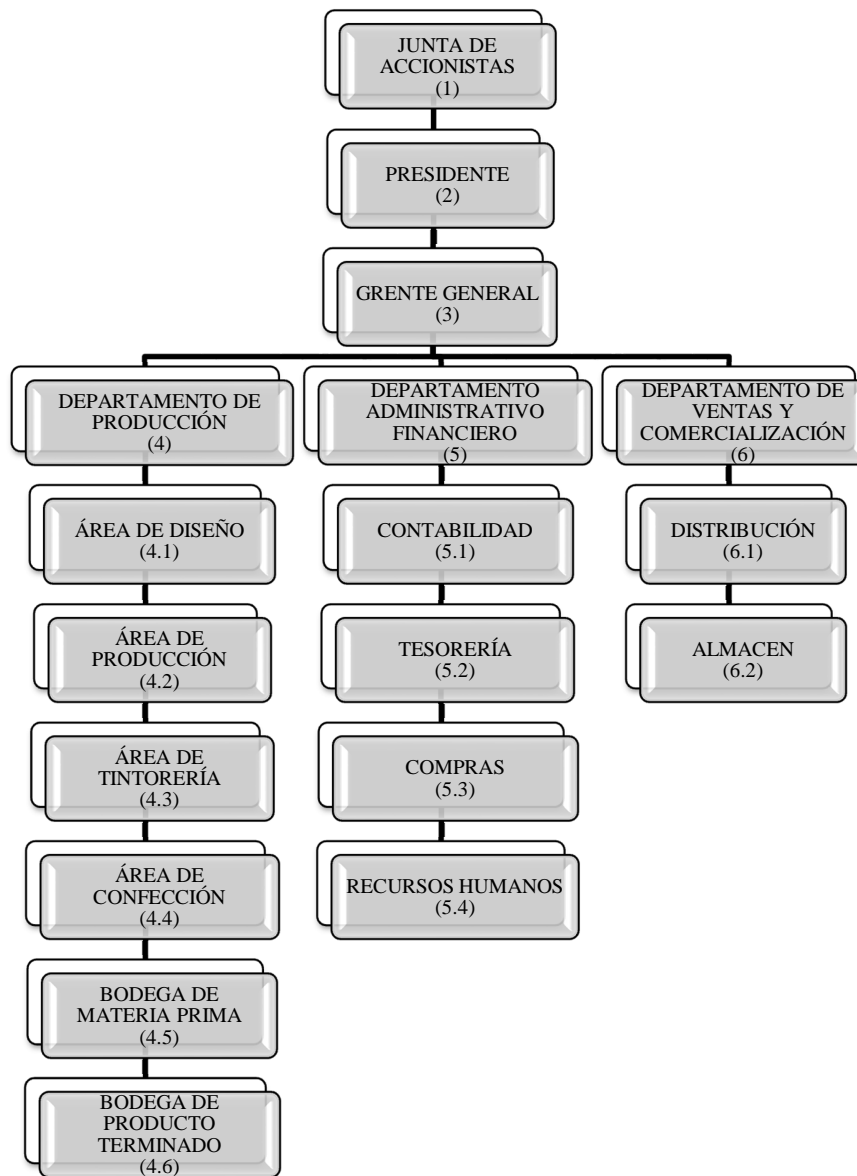 JUNTA DE
ACCIONISTAS
(1)
PRESIDENTE
(2)
GRENTE GENERAL
(3)
DEPARTAMENTO DE
PRODUCCIÓN
(4)
ÁREA DE DISEÑO
(4.1)
ÁREA DE
PRODUCCIÓN
(4.2)
ÁREA DE
TINTORERÍA
(4.3)
ÁREA DE
CONFECCIÓN
(4.4)
BODEGA DE
MATERIA PRIMA
(4.5)
BODEGA DE
PRODUCTO
TERMINADO
(4.6)
DEPARTAMENTO
ADMINISTRATIVO
FINANCIERO
(5)
CONTABILIDAD
(5.1)
TESORERÍA
(5.2)
COMPRAS
(5.3)
RECURSOS HUMANOS
(5.4)
DEPARTAMENTO DE
VENTAS Y
COMERCIALIZACIÓN
(6)
DISTRIBUCIÓN
(6.1)
ALMACEN
(6.2)